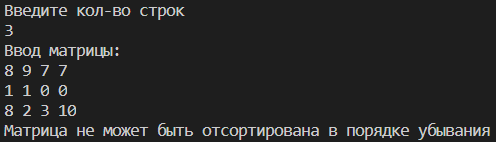 Введите кол-во строк
3
Ввод матрицы:
8 9 7 7
1 1 0 0
8 2 3 10
Матрица не может быть отсортирована в порядке убывания